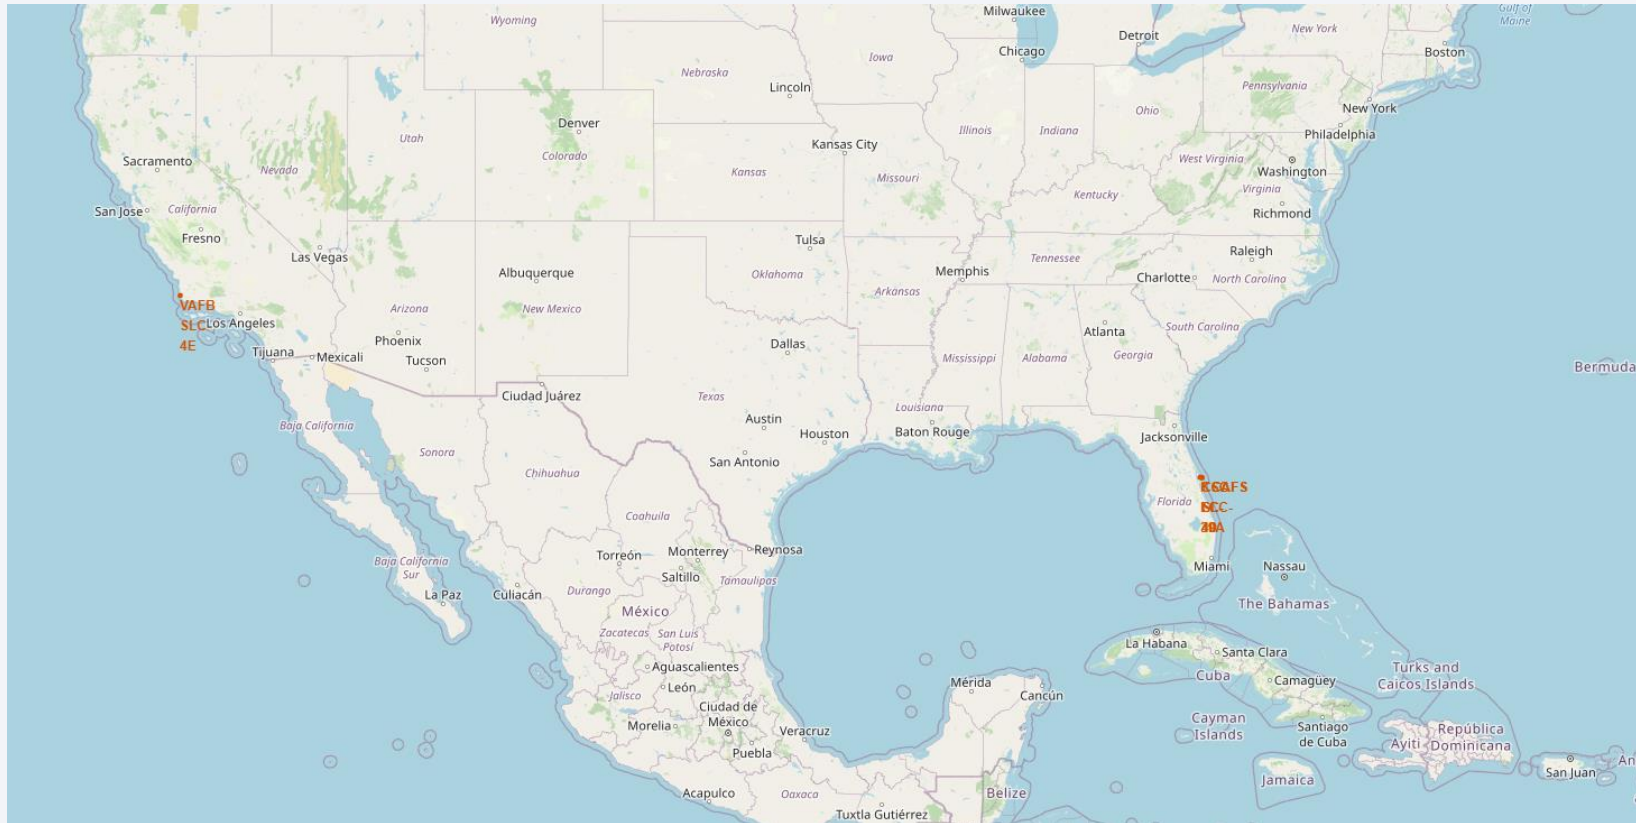 Milwaukee
Gulf of
Maine
Wyoming
New York
Detroit
Chicago
Boston
Iowa
Nebraska
Lincoln
Pennsylvania
New York
Ohio
Denver
Philadelphia
Utah
Illinois
Indiana
Kansas City
Colorado
Sacramento
West Virginia
Nevada
Kansas
Washington
Missouri
Virginia
Kentucky
San Jose
California
Richmond
Fresno
Tulsa
Raleigh
Las Vegas
Tennessee
Albuquerque
Memphis
Oklahoma
Charlotte
North Carolina
Arkansas
VAFB
SLC-
4E
Arizona
New Mexico
Los Angeles
South Carolina
Atlanta
Phoenix
Dallas
Tijuana
Mexicali
Tucson
Mississippi
Alabama
Georgia
Bermuda
Ciudad Juárez
Texas
Louisiana
Austin
Baja California
Houston
Baton Rouge
Jacksonville
Sonora
San Antonio
Chihuahua
Florida
Coahuila
Torreón
Monterrey
Reynosa
Baja California
Sur
Miami
Nassau
Saltillo
Tamaulipas
Durango
La Paz
Culiacán
The Bahamas
México
Zacatecas
San Luis
Potosí
La Habana
Santa Clara
Aguascalientes
Cuba
Turks and
Caicos Islands
Mérida
Camagüey
Jalisco
León
Cancún
Ciudad de
México
Cayman
Islands
Morelia
Veracruz
Santiago
de Cuba
República
Dominicana
Ayiti
Puebla
San Juan
Jamaica
Acapulco
Oaxaca
Belize
Tuxtla Gutiérrez